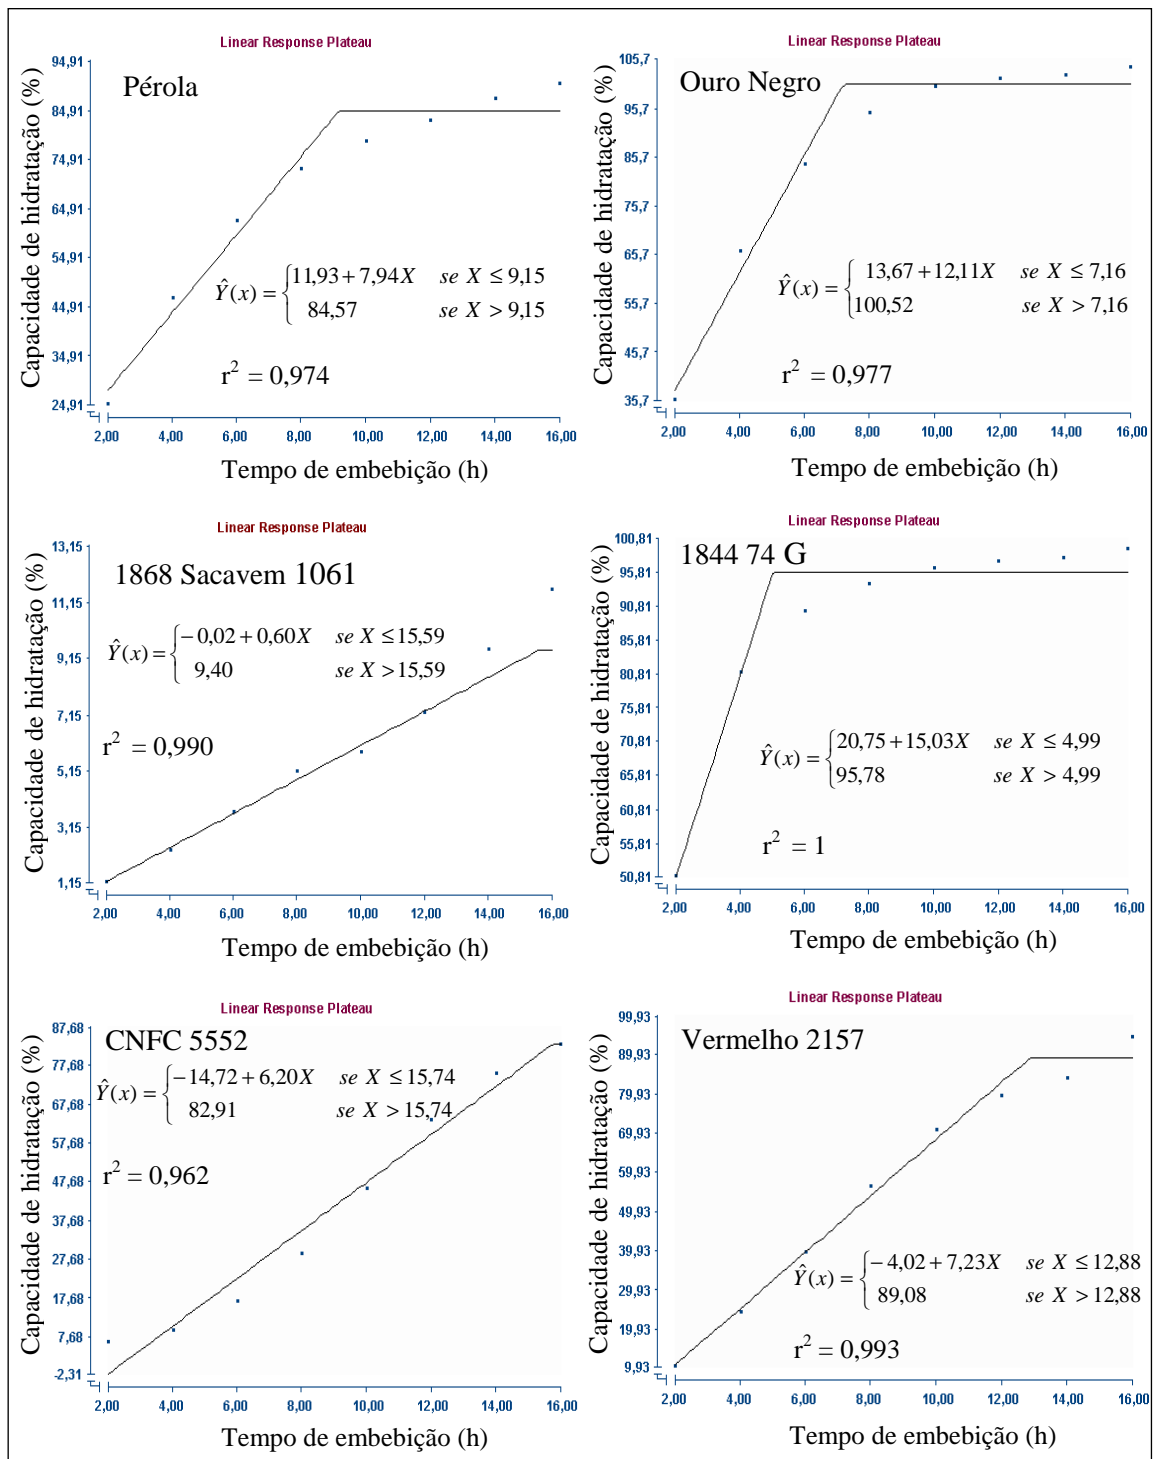 Linear Response Plateau
Pérola
Capacidade de hidratação (%)
94,91
84,91
74,91
64,91
54,91
44,91
34,91
24,91
Ŷ(x) = { 11,93 + 7,94X se X ≤ 9,15
84,57 se X > 9,15
r² = 0,974
2,00 4,00 6,00 8,00 10,00 12,00 14,00 16,00
Tempo de embebição (h)
Linear Response Plateau
Ouro Negro
Capacidade de hidratação (%)
105,7
95,7
85,7
75,7
65,7
55,7
45,7
35,7
Ŷ(x) = { 13,67 + 12,11X se X ≤ 7,16
100,52 se X > 7,16
r² = 0,977
2,00 4,00 6,00 8,00 10,00 12,00 14,00 16,00
Tempo de embebição (h)
Linear Response Plateau
1868 Sacavem 1061
Capacidade de hidratação (%)
13,15
11,15
9,15
7,15
5,15
3,15
1,15
Ŷ(x) = { −0,02 + 0,60X se X ≤ 15,59
9,40 se X > 15,59
r² = 0,990
2,00 4,00 6,00 8,00 10,00 12,00 14,00 16,00
Tempo de embebição (h)
Linear Response Plateau
1844 74 G
Capacidade de hidratação (%)
100,81
95,81
90,81
85,81
80,81
75,81
70,81
65,81
60,81
55,81
50,81
Ŷ(x) = { 20,75 + 15,03X se X ≤ 4,99
95,78 se X > 4,99
r² = 1
2,00 4,00 6,00 8,00 10,00 12,00 14,00 16,00
Tempo de embebição (h)
Linear Response Plateau
CNFC 5552
Capacidade de hidratação (%)
87,68
77,68
67,68
57,68
47,68
37,68
27,68
17,68
7,68
-2,31
Ŷ(x) = { −14,72 + 6,20X se X ≤ 15,74
82,91 se X > 15,74
r² = 0,962
2,00 4,00 6,00 8,00 10,00 12,00 14,00 16,00
Tempo de embebição (h)
Linear Response Plateau
Vermelho 2157
Capacidade de hidratação (%)
99,93
89,93
79,93
69,93
59,93
49,93
39,93
29,93
19,93
9,93
Ŷ(x) = { −4,02 + 7,23X se X ≤ 12,88
89,08 se X > 12,88
r² = 0,993
2,00 4,00 6,00 8,00 10,00 12,00 14,00 16,00
Tempo de embebição (h)